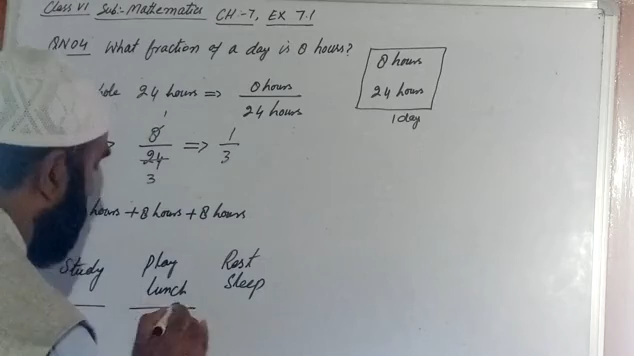 Class VI Sub:- Mathematics CH-7, EX 7.1
QN04 What fraction of a day is 8 hours?
24 hours => 8 hours
24 hours
8 hours
24 hours
1 day
1
8 => 1
24 3
3
hours + 8 hours + 8 hours
Study Play Rest
lunch Sleep